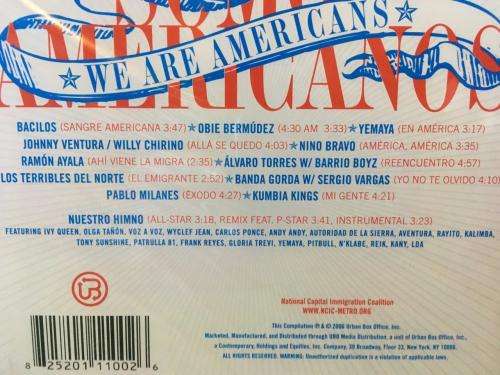 SOMOS
AMERICANOS
★ WE ARE AMERICANS ★
BACILOS (SANGRE AMERICANA 3:47) ★ OBIE BERMÚDEZ (4:30 AM 3:33) ★ YEMAYA (EN AMÉRICA 3:17)
JOHNNY VENTURA / WILLY CHIRINO (ALLA SE QUEDO 4:03) ★ NINO BRAVO (AMÉRICA, AMÉRICA 3:35)
RAMÓN AYALA (AHÍ VIENE LA MIGRA (2:35) ★ ÁLVARO TORRES W/ BARRIO BOYZ (REENCUENTRO 4:57)
LOS TERRIBLES DEL NORTE (EL EMIGRANTE 2:52) ★ BANDA GORDA W/ SERGIO VARGAS (YO NO TE OLVIDO 4:10)
PABLO MILANES (ÉXODO 4:27) ★ KUMBIA KINGS (MI GENTE 4:21)
NUESTRO HIMNO (ALL-STAR 3:18, REMIX FEAT. P-STAR 3:41, INSTRUMENTAL 3:23)
FEATURING IVY QUEEN, OLGA TAÑÓN, VOZ A VOZ, WYCLEF JEAN, CARLOS PONCE, ANDY ANDY, AUTORIDAD DE LA SIERRA, AVENTURA, RAYITO, KALIMBA,
TONY SUNSHINE, PATRULLA 81, FRANK REYES, GLORIA TREVI, YEMAYA, PITBULL, N'KLABE, REIK, KANY, LDA
National Capital Immigration Coalition
WWW.NCIC-METRO.ORG
This Compilation ℗ & © 2006 Urban Box Office, Inc.
Marketed, Manufactured, and Distributed through UBO Media Distribution, a unit of Urban Box Office, Inc.,
a Contemporary, Holdings and Equities, Inc. Company, 30 Broadway, Floor 15, New York, NY 10006.
ALL RIGHTS RESERVED. WARNING: Unauthorized duplication is a violation of applicable laws.
8 25201 11002 6